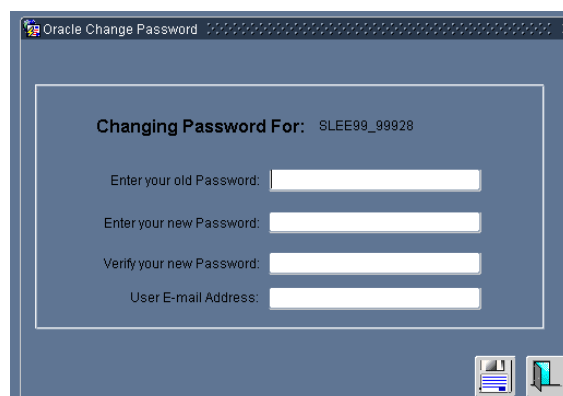 Oracle Change Password
Changing Password For: SLEE99_99928
Enter your old Password:
Enter your new Password:
Verify your new Password:
User E-mail Address: